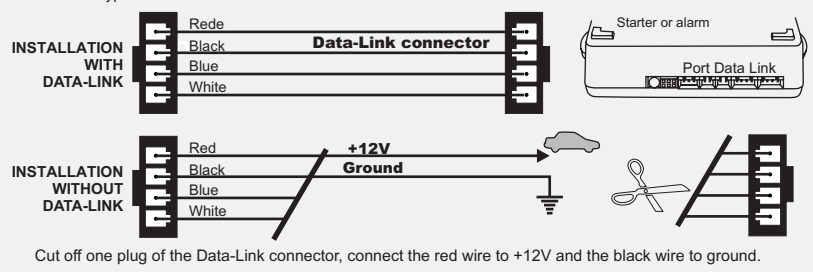 Rede
Black
Blue
White
INSTALLATION
WITH
DATA-LINK
Data-Link connector
Starter or alarm
Port Data Link
Red
Black
Blue
White
INSTALLATION
WITHOUT
DATA-LINK
+12V
Ground
Cut off one plug of the Data-Link connector, connect the red wire to +12V and the black wire to ground.